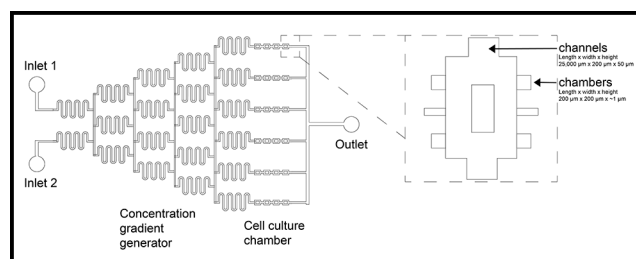 channels
Length x width x height
25,000 µm x 200 µm x 50 µm
Inlet 1
chambers
Length x width x height
200 µm x 200 µm x ~1 µm
Outlet
Inlet 2
Concentration
gradient
generator
Cell culture
chamber